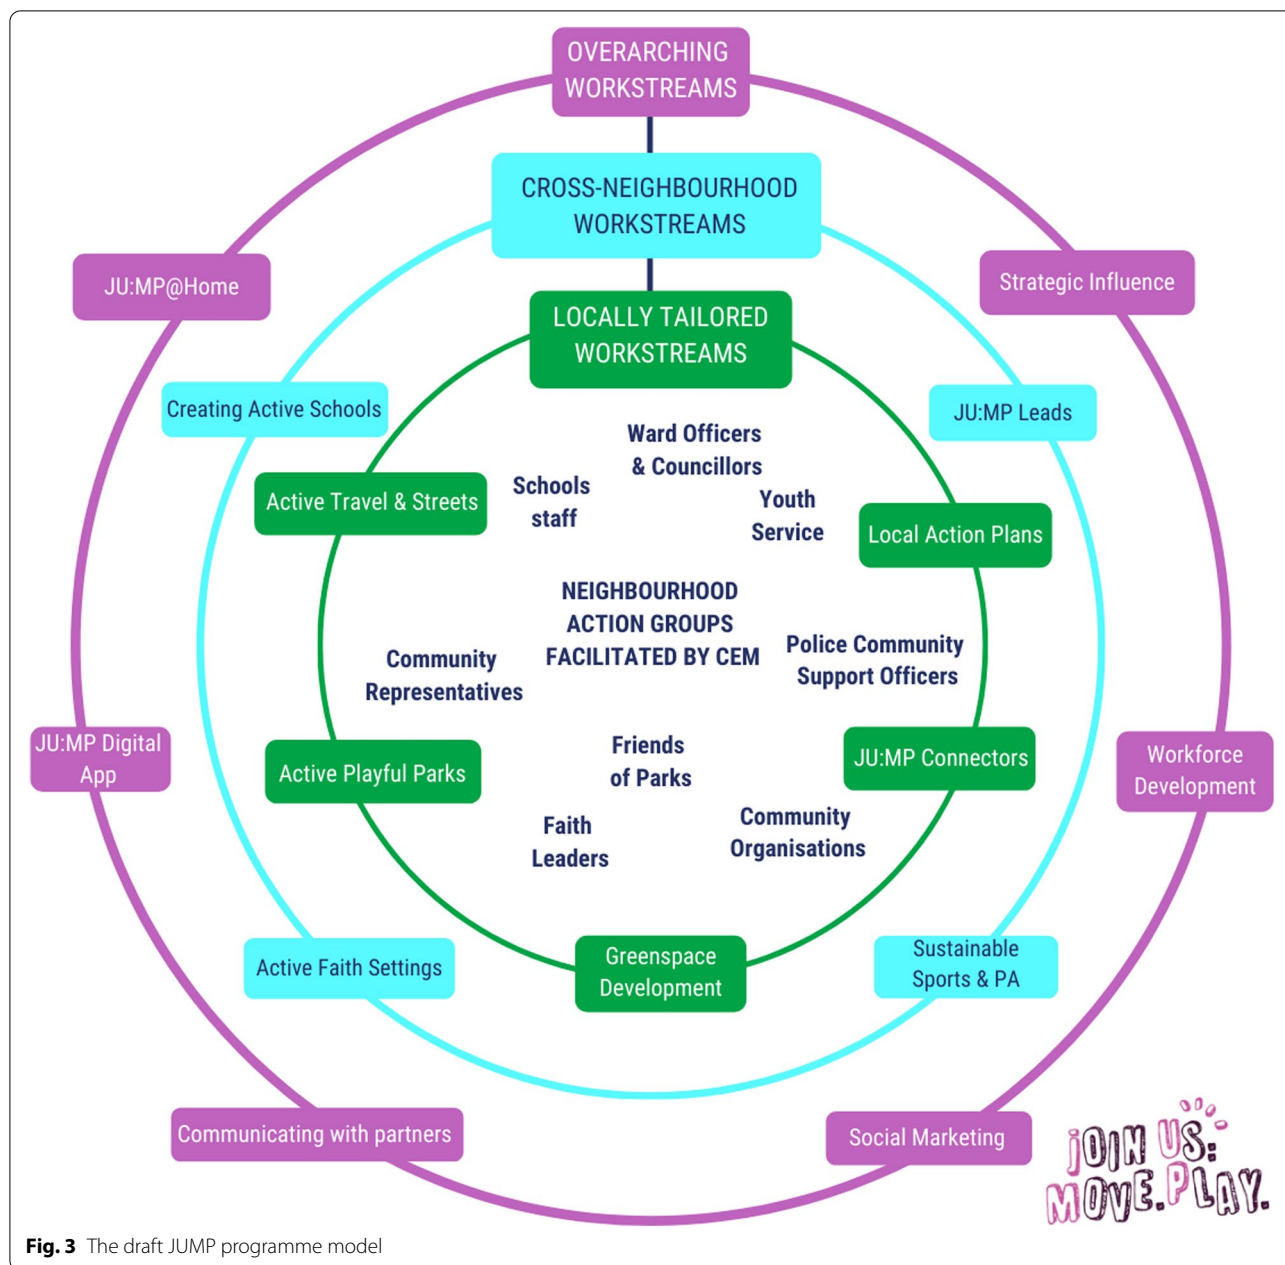 OVERARCHING
WORKSTREAMS
CROSS-NEIGHBOURHOOD
WORKSTREAMS
JU:MP@Home
Strategic Influence
LOCALLY TAILORED
WORKSTREAMS
Creating Active Schools
JU:MP Leads
Ward Officers
& Councillors
Active Travel & Streets
Schools
staff
Youth
Service
Local Action Plans
NEIGHBOURHOOD
ACTION GROUPS
FACILITATED BY CEM
Community
Representatives
Police Community
Support Officers
JU:MP Digital
App
Active Playful Parks
Friends
of Parks
JU:MP Connectors
Workforce
Development
Faith
Leaders
Community
Organisations
Active Faith Settings
Greenspace
Development
Sustainable
Sports & PA
Communicating with partners
Social Marketing
JOIN US:
MOVE.PLAY.
Fig. 3 The draft JUMP programme model